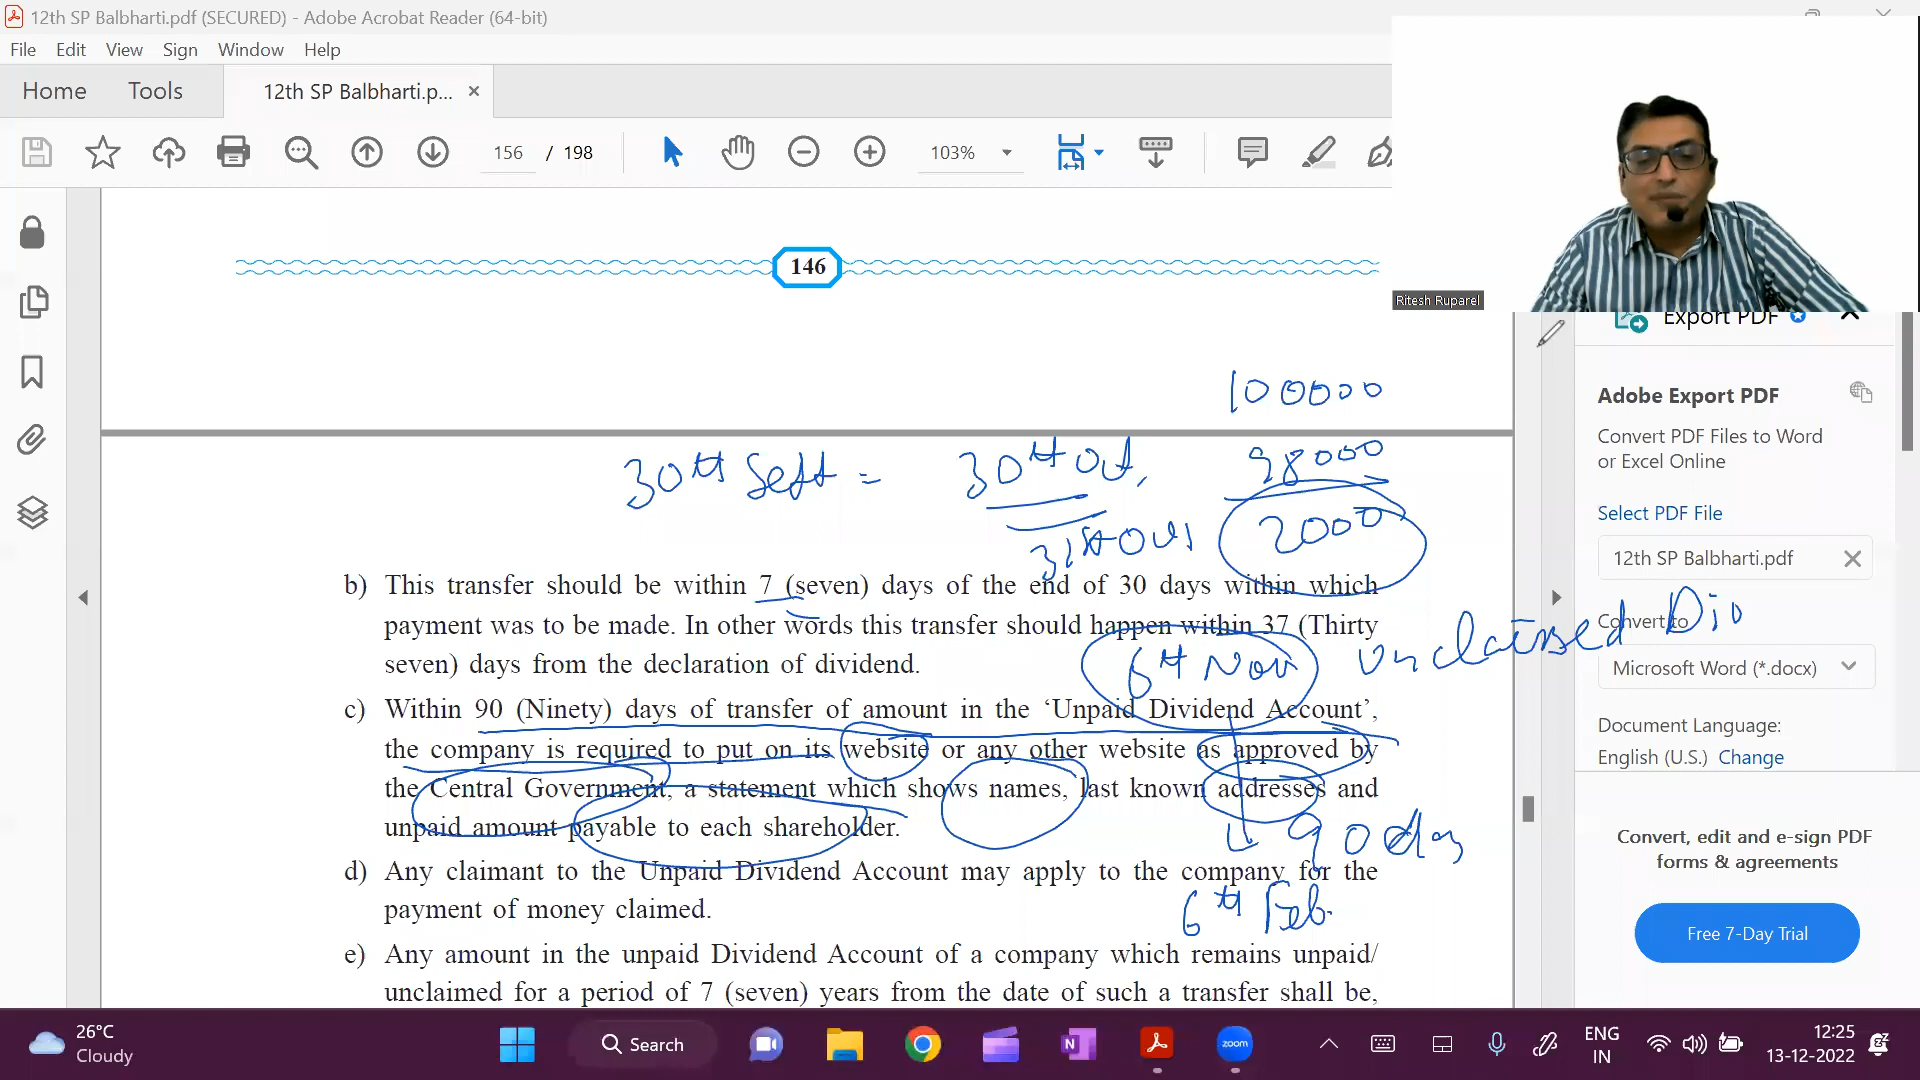 12th SP Balbharti.pdf (SECURED) - Adobe Acrobat Reader (64-bit)
File Edit View Sign Window Help
Home Tools 12th SP Balbharti.p... ×
156 / 198 103%
Ritesh Ruparel
146
Export PDF
Adobe Export PDF
Convert PDF Files to Word
or Excel Online
Select PDF File
12th SP Balbharti.pdf
Convert to
Microsoft Word (*.docx)
Document Language:
English (U.S.) Change
Convert, edit and e-sign PDF
forms & agreements
Free 7-Day Trial
100000
30th Sept = 30th Oct, 98000
31st Oct 2000
b) This transfer should be within 7 (seven) days of the end of 30 days within which
payment was to be made. In other words this transfer should happen within 37 (Thirty
seven) days from the declaration of dividend.
6th Nov Unclaimed Div
c) Within 90 (Ninety) days of transfer of amount in the ‘Unpaid Dividend Account’,
the company is required to put on its website or any other website as approved by
the Central Government, a statement which shows names, last known addresses and
unpaid amount payable to each shareholder.
90 days
d) Any claimant to the Unpaid Dividend Account may apply to the company for the
payment of money claimed.
6th Feb.
e) Any amount in the unpaid Dividend Account of a company which remains unpaid/
unclaimed for a period of 7 (seven) years from the date of such a transfer shall be,
26°C
Cloudy
Search
N
zoom
ENG
IN
12:25
13-12-2022